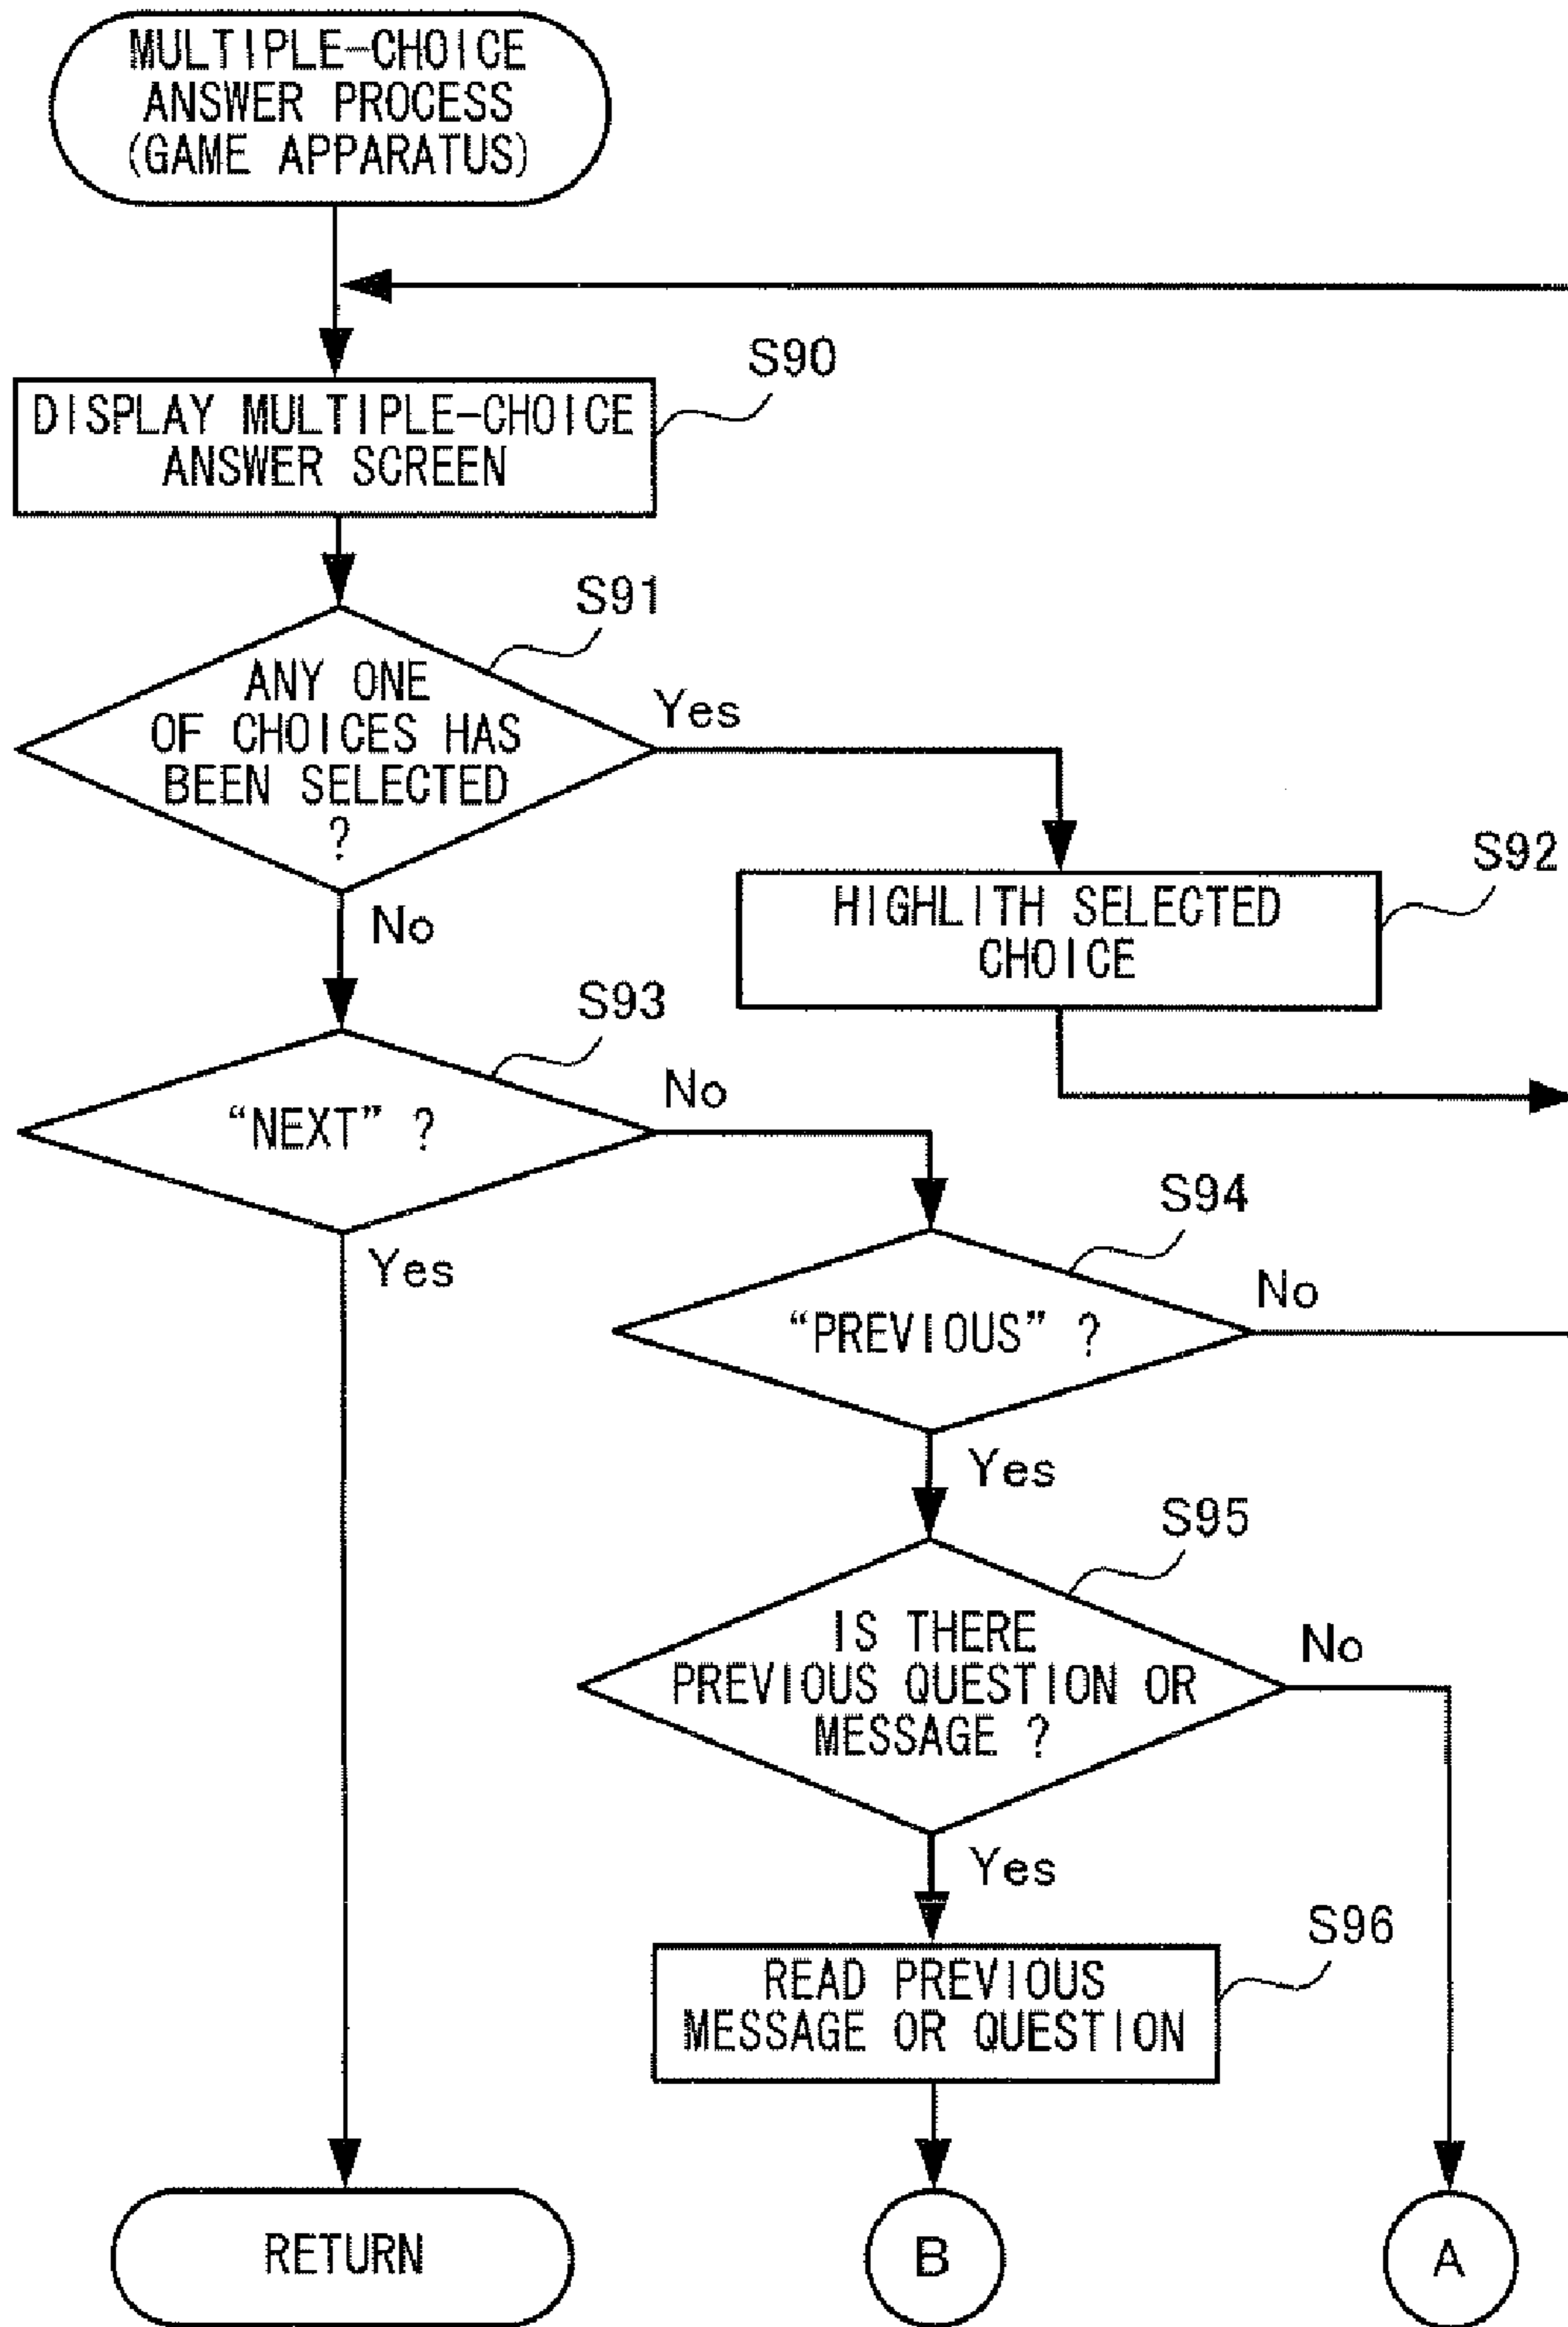 MULTIPLE-CHOICE
ANSWER PROCESS
(GAME APPARATUS)
S90
DISPLAY MULTIPLE-CHOICE
ANSWER SCREEN
S91
ANY ONE
OF CHOICES HAS
BEEN SELECTED
?
Yes
No
S92
HIGHLITH SELECTED
CHOICE
S93
“NEXT” ?
No
Yes
S94
“PREVIOUS” ?
No
Yes
S95
IS THERE
PREVIOUS QUESTION OR
MESSAGE ?
No
Yes
S96
READ PREVIOUS
MESSAGE OR QUESTION
RETURN
B
A